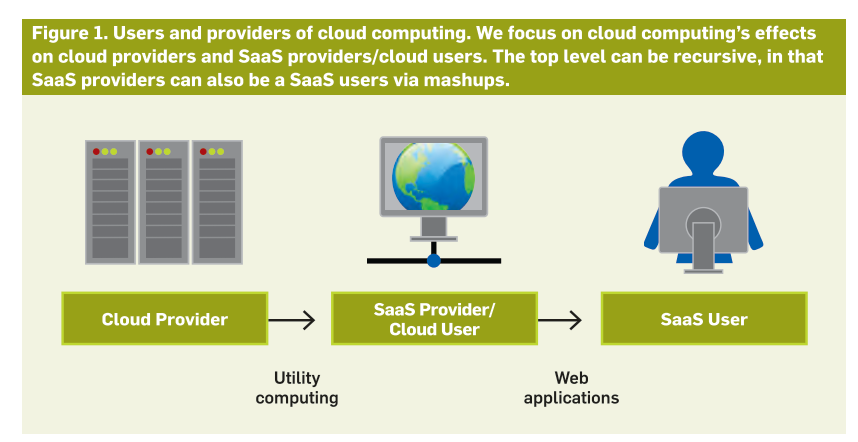 Figure 1. Users and providers of cloud computing. We focus on cloud computing’s effects
on cloud providers and SaaS providers/cloud users. The top level can be recursive, in that
SaaS providers can also be a SaaS users via mashups.
Cloud Provider
SaaS Provider/
Cloud User
SaaS User
Utility
computing
Web
applications